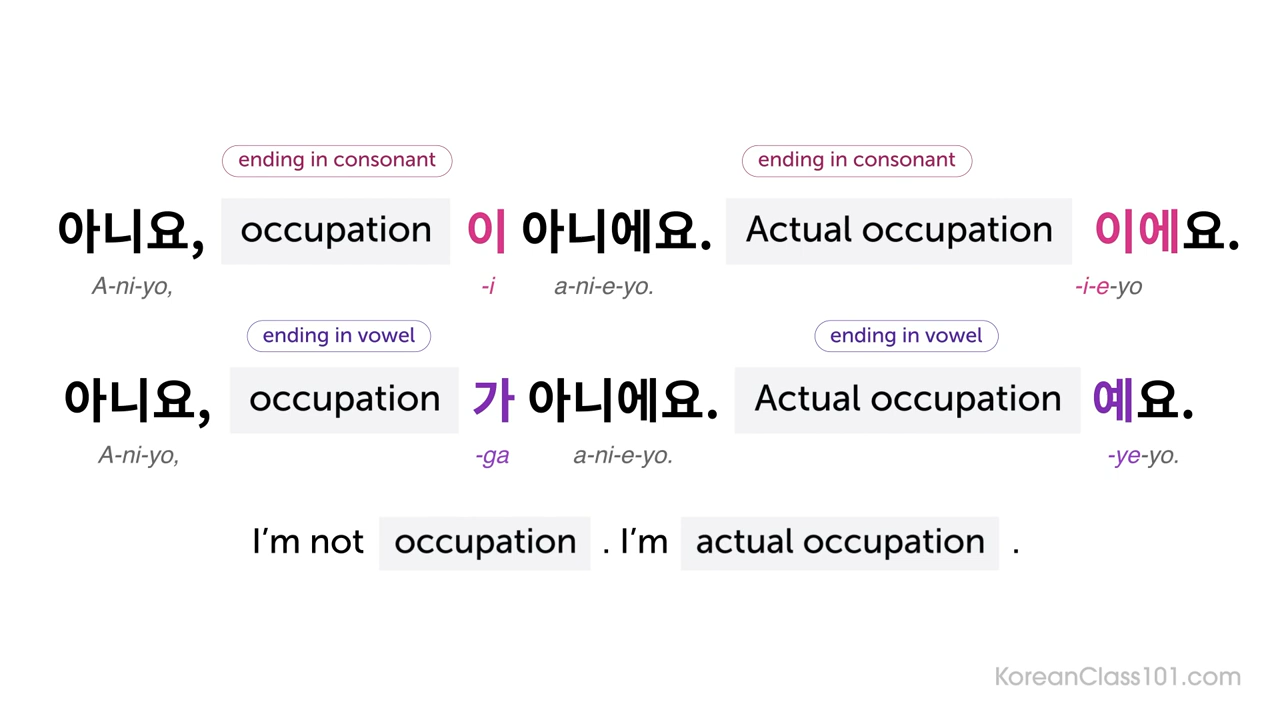 ending in consonant ending in consonant
아니요, occupation 이 아니에요. Actual occupation 이에요.
A-ni-yo, -i a-ni-e-yo. -i-e-yo
ending in vowel ending in vowel
아니요, occupation 가 아니에요. Actual occupation 예요.
A-ni-yo, -ga a-ni-e-yo. -ye-yo.
I'm not occupation . I'm actual occupation .
KoreanClass101.com